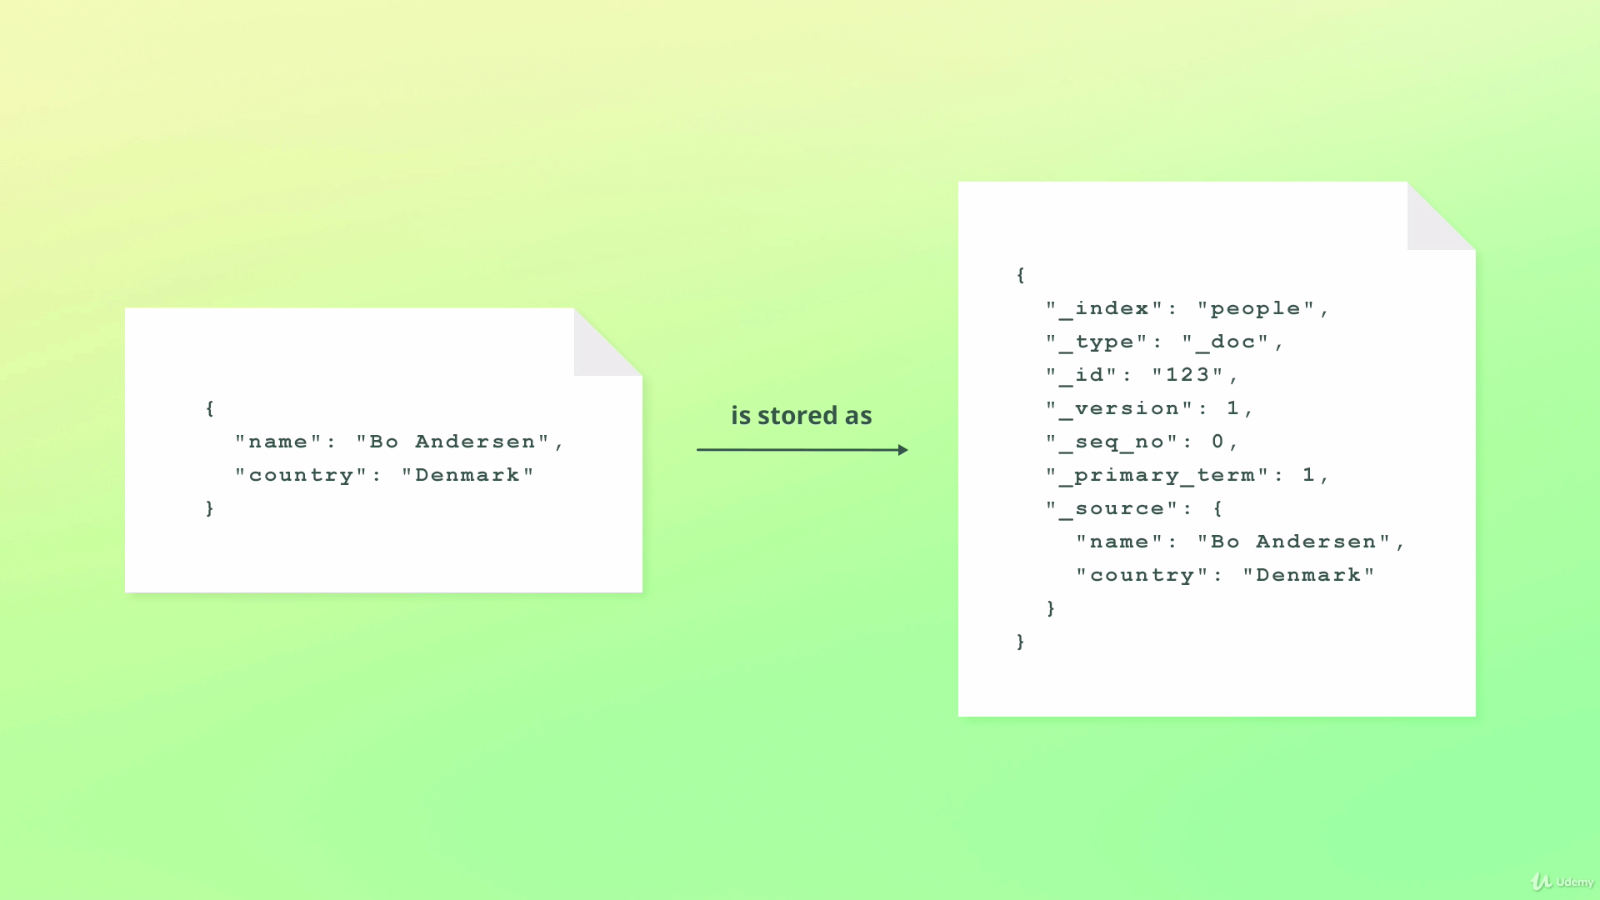 {
  "name": "Bo Andersen",
  "country": "Denmark"
}
is stored as
{
  "_index": "people",
  "_type": "_doc",
  "_id": "123",
  "_version": 1,
  "_seq_no": 0,
  "_primary_term": 1,
  "_source": {
    "name": "Bo Andersen",
    "country": "Denmark"
  }
}
Udemy